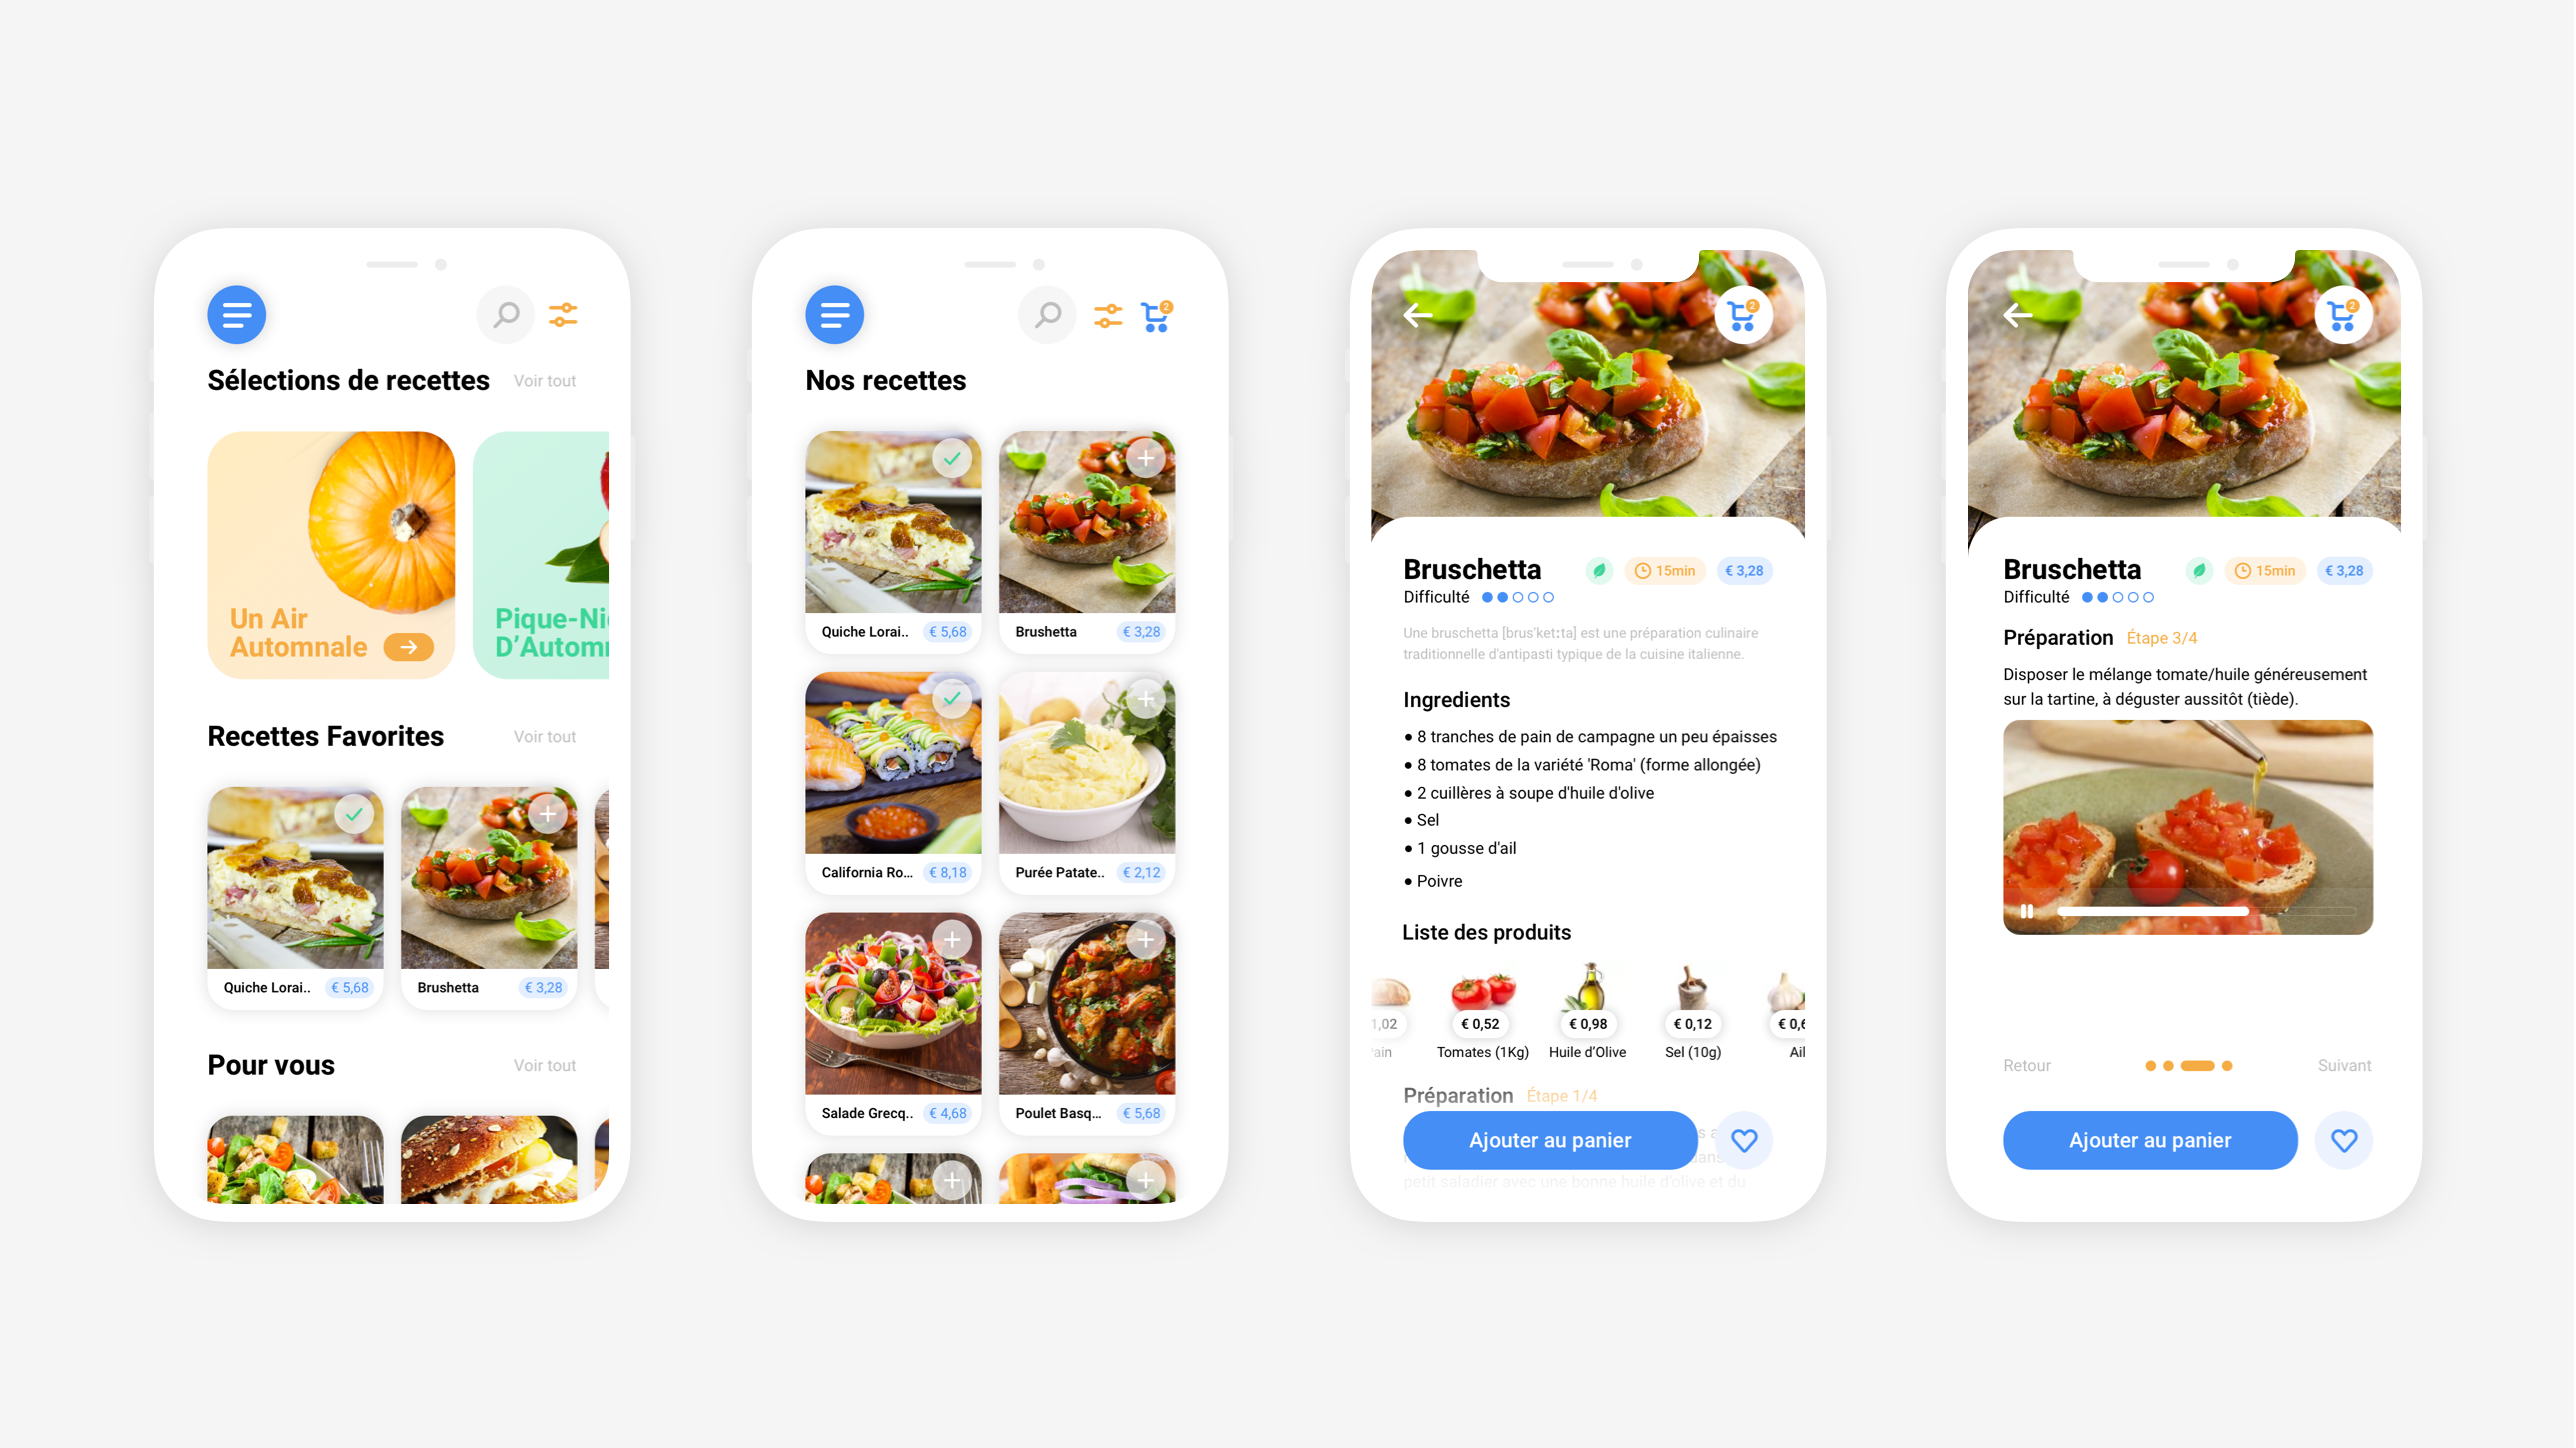 Sélections de recettes
Voir tout
Un Air
Automnale
Pique-Ni
D'Autom
Recettes Favorites
Voir tout
Quiche Lorai..
€ 5,68
Brushetta
€ 3,28
Pour vous
Voir tout
2
Nos recettes
Quiche Lorai..
€ 5,68
Brushetta
€ 3,28
California Ro...
€ 8,18
Purée Patate..
€ 2,12
Salade Grecq..
€ 4,68
Poulet Basq...
€ 5,68
2
Bruschetta
15min
€ 3,28
Difficulté
Une bruschetta [brus'ket:ta] est une préparation culinaire
traditionnelle d'antipasti typique de la cuisine italienne.
Ingredients
• 8 tranches de pain de campagne un peu épaisses
• 8 tomates de la variété 'Roma' (forme allongée)
• 2 cuillères à soupe d'huile d'olive
• Sel
• 1 gousse d'ail
• Poivre
Liste des produits
1,02
€ 0,52
€ 0,98
€ 0,12
€ 0,6
ain
Tomates (1Kg)
Huile d'Olive
Sel (10g)
Ail
Préparation
Étape 1/4
Ajouter au panier
petit saladier avec une bonne huile d'olive et du
2
Bruschetta
15min
€ 3,28
Difficulté
Préparation
Étape 3/4
Disposer le mélange tomate/huile généreusement
sur la tartine, à déguster aussitôt (tiède).
Retour
Suivant
Ajouter au panier